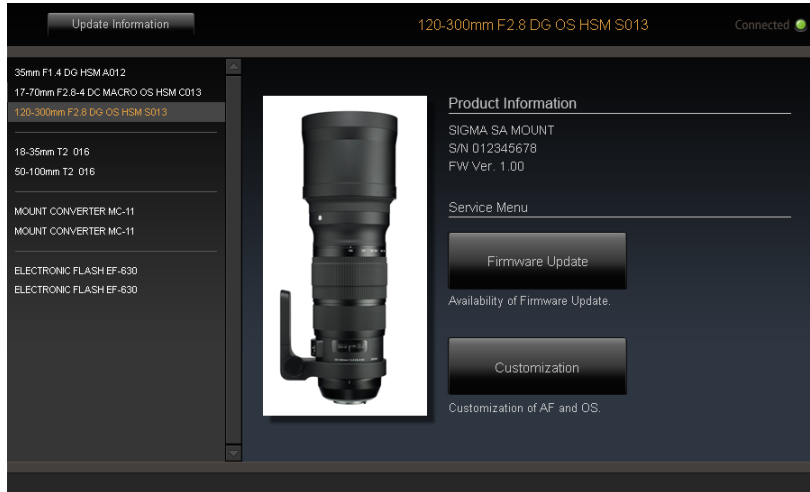 Update Information
120-300mm F2.8 DG OS HSM S013
Connected
35mm F1.4 DG HSM A012
17-70mm F2.8-4 DC MACRO OS HSM C013
120-300mm F2.8 DG OS HSM S013
18-35mm T2 016
50-100mm T2 016
MOUNT CONVERTER MC-11
MOUNT CONVERTER MC-11
ELECTRONIC FLASH EF-630
ELECTRONIC FLASH EF-630
Product Information
SIGMA SA MOUNT
S/N 012345678
FW Ver. 1.00
Service Menu
Firmware Update
Availability of Firmware Update.
Customization
Customization of AF and OS.